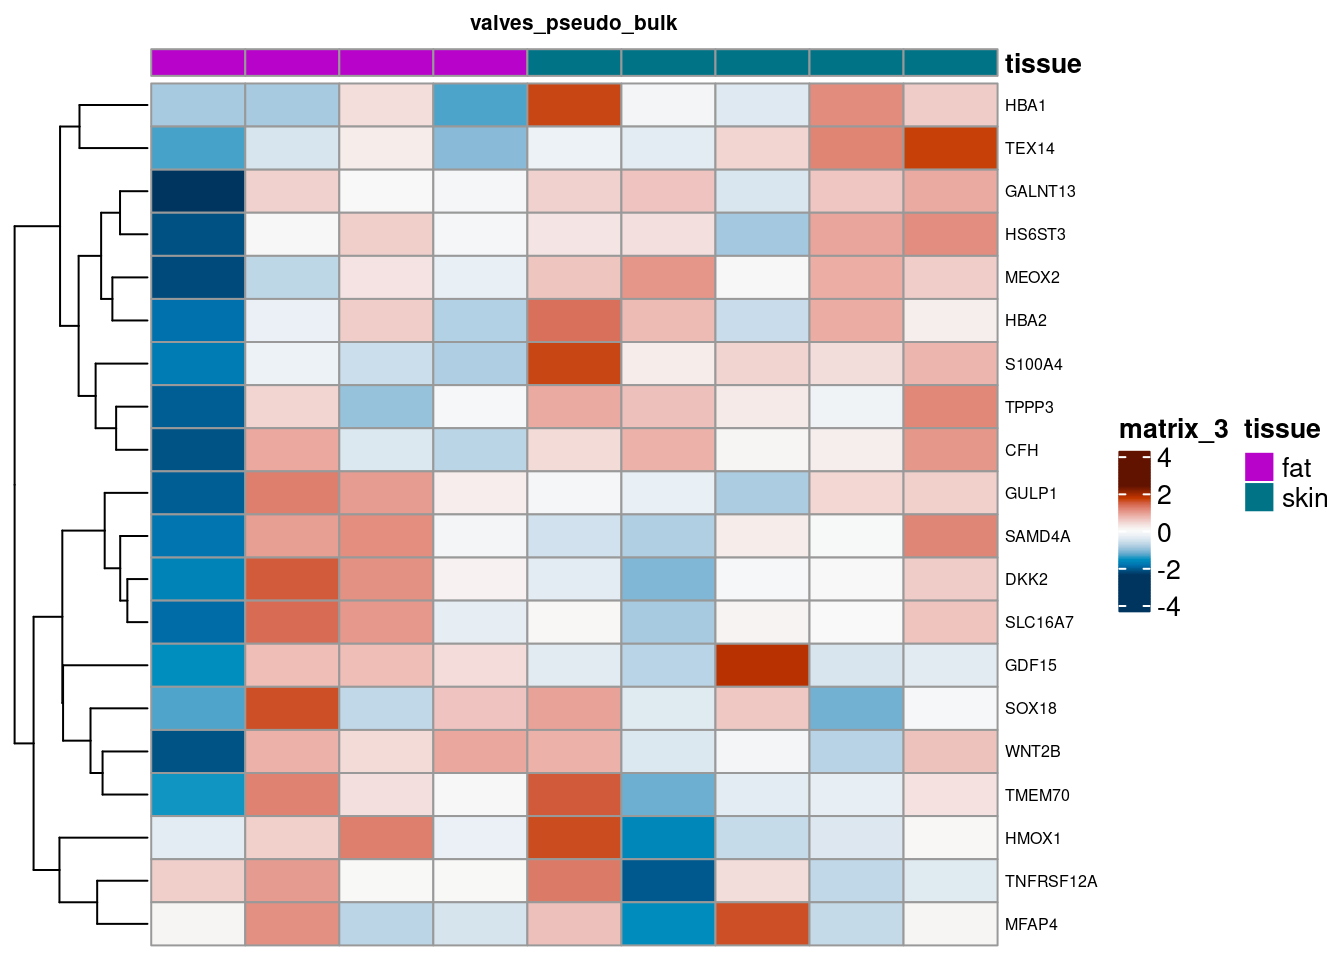 valves_pseudo_bulk
tissue
HBA1
TEX14
GALNT13
HS6ST3
MEOX2
HBA2
S100A4
TPPP3
CFH
GULP1
SAMD4A
DKK2
SLC16A7
GDF15
SOX18
WNT2B
TMEM70
HMOX1
TNFRSF12A
MFAP4
matrix_3
4
2
0
-2
-4
tissue
fat
skin